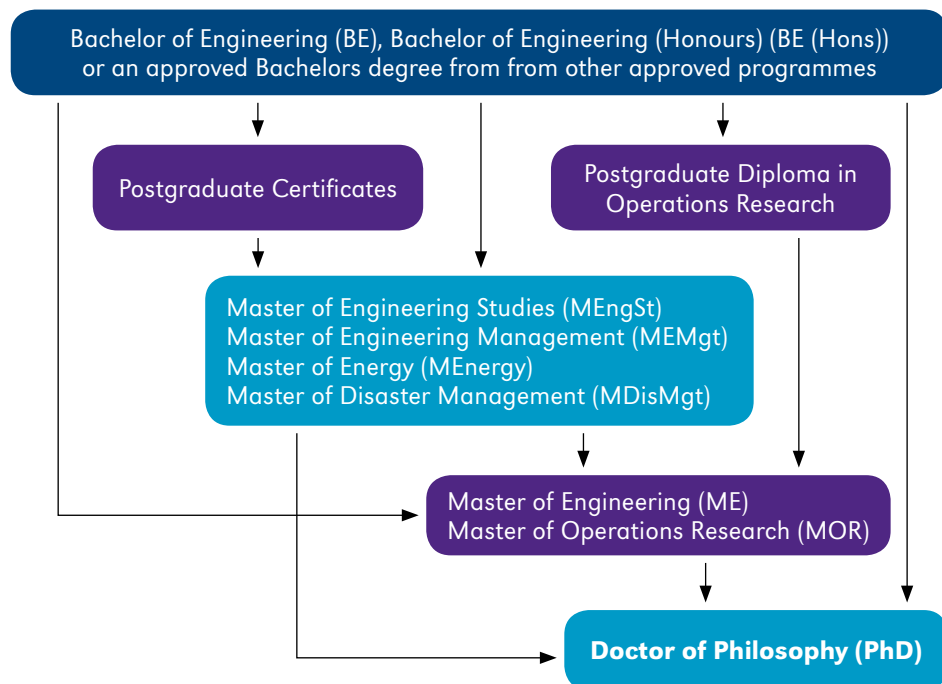 Bachelor of Engineering (BE), Bachelor of Engineering (Honours) (BE (Hons))
or an approved Bachelors degree from from other approved programmes
Postgraduate Certificates
Postgraduate Diploma in
Operations Research
Master of Engineering Studies (MEngSt)
Master of Engineering Management (MEMgt)
Master of Energy (MEnergy)
Master of Disaster Management (MDisMgt)
Master of Engineering (ME)
Master of Operations Research (MOR)
Doctor of Philosophy (PhD)